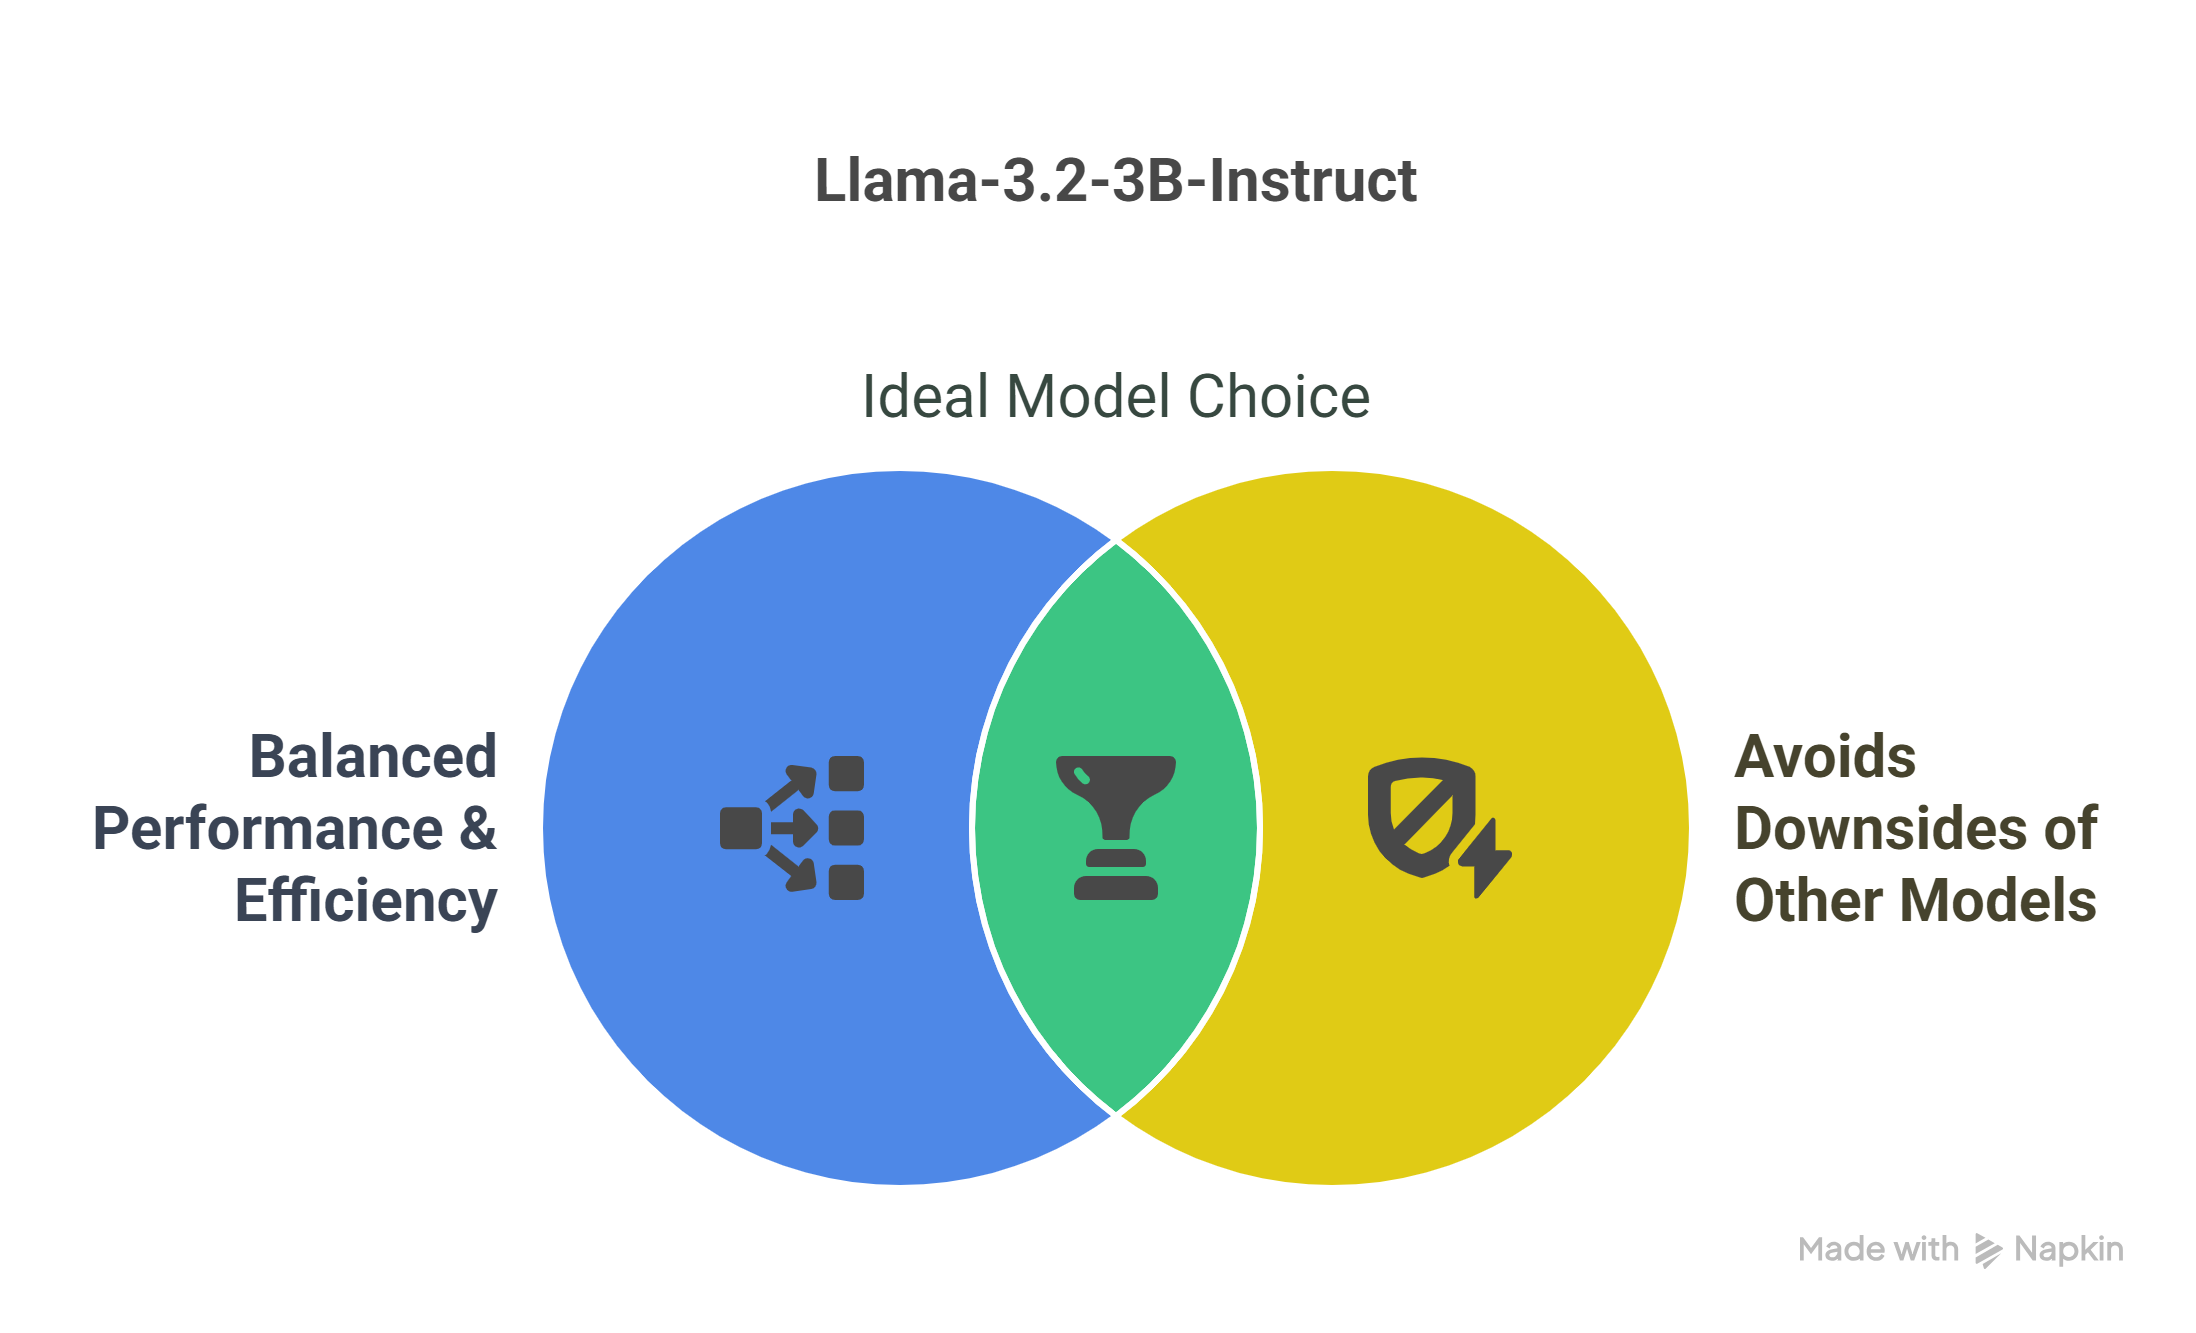 Llama-3.2-3B-Instruct
Ideal Model Choice
Balanced
Performance &
Efficiency
Avoids
Downsides of
Other Models
Made with Napkin